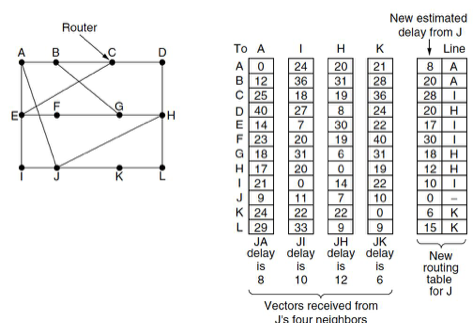 Router
A B C D
E F G H
I J K L
New estimated
delay from J
To A I H K Line
A 0 24 20 21 8 A
B 12 36 31 28 20 A
C 25 18 19 36 28 I
D 40 27 8 24 20 H
E 14 7 30 22 17 I
F 23 20 19 40 30 I
G 18 31 6 31 18 H
H 17 20 0 19 12 H
I 21 0 14 22 10 I
J 9 11 7 10 0 –
K 24 22 22 0 6 K
L 29 33 9 9 15 K
JA JI JH JK
delay delay delay delay
is is is is
8 10 12 6
New
routing
table
for J
Vectors received from
J's four neighbors